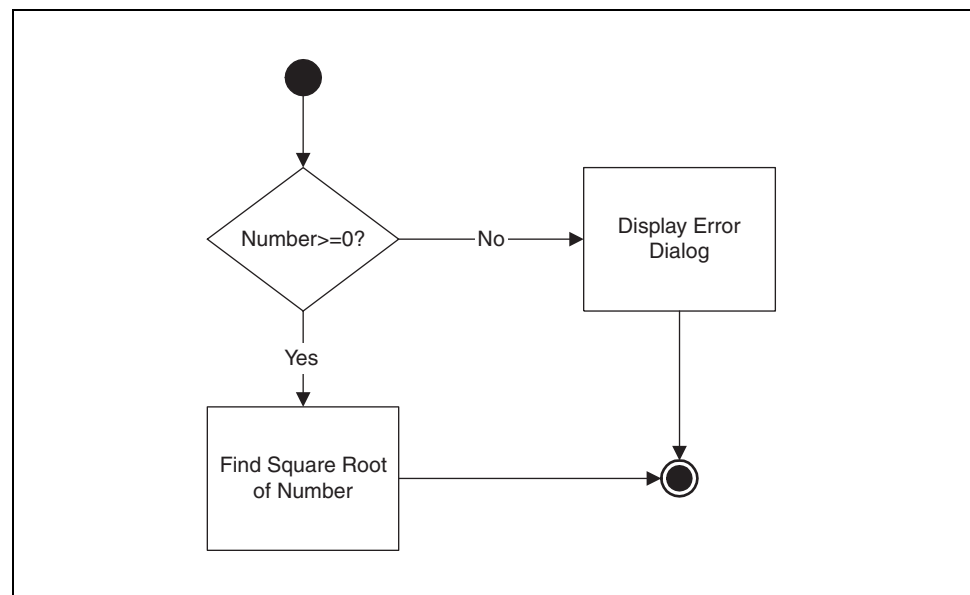 Number>=0?
No
Display Error
Dialog
Yes
Find Square Root
of Number